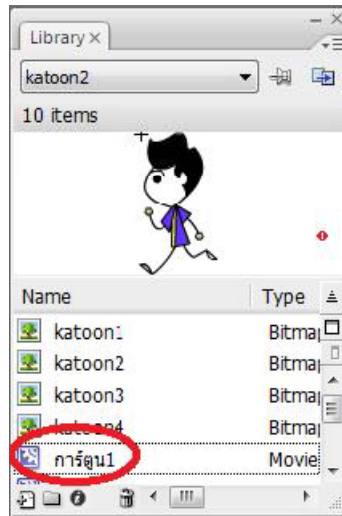 Library
katoon2
10 items
Name Type
katoon1 Bitmap
katoon2 Bitmap
katoon3 Bitmap
katoon4 Bitmap
การ์ตูน1 Movie